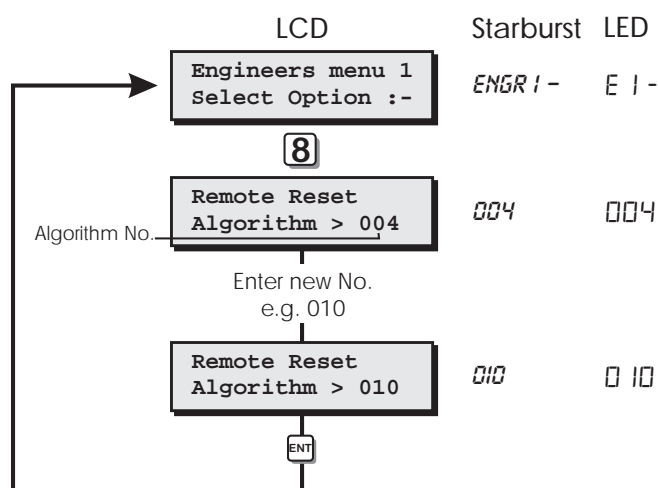 LCD Starburst LED
Engineers menu 1
Select Option :-
ENGR1- E 1-
8
Remote Reset
Algorithm > 004
004 004
Algorithm No.
Enter new No.
e.g. 010
Remote Reset
Algorithm > 010
010 010
ENT